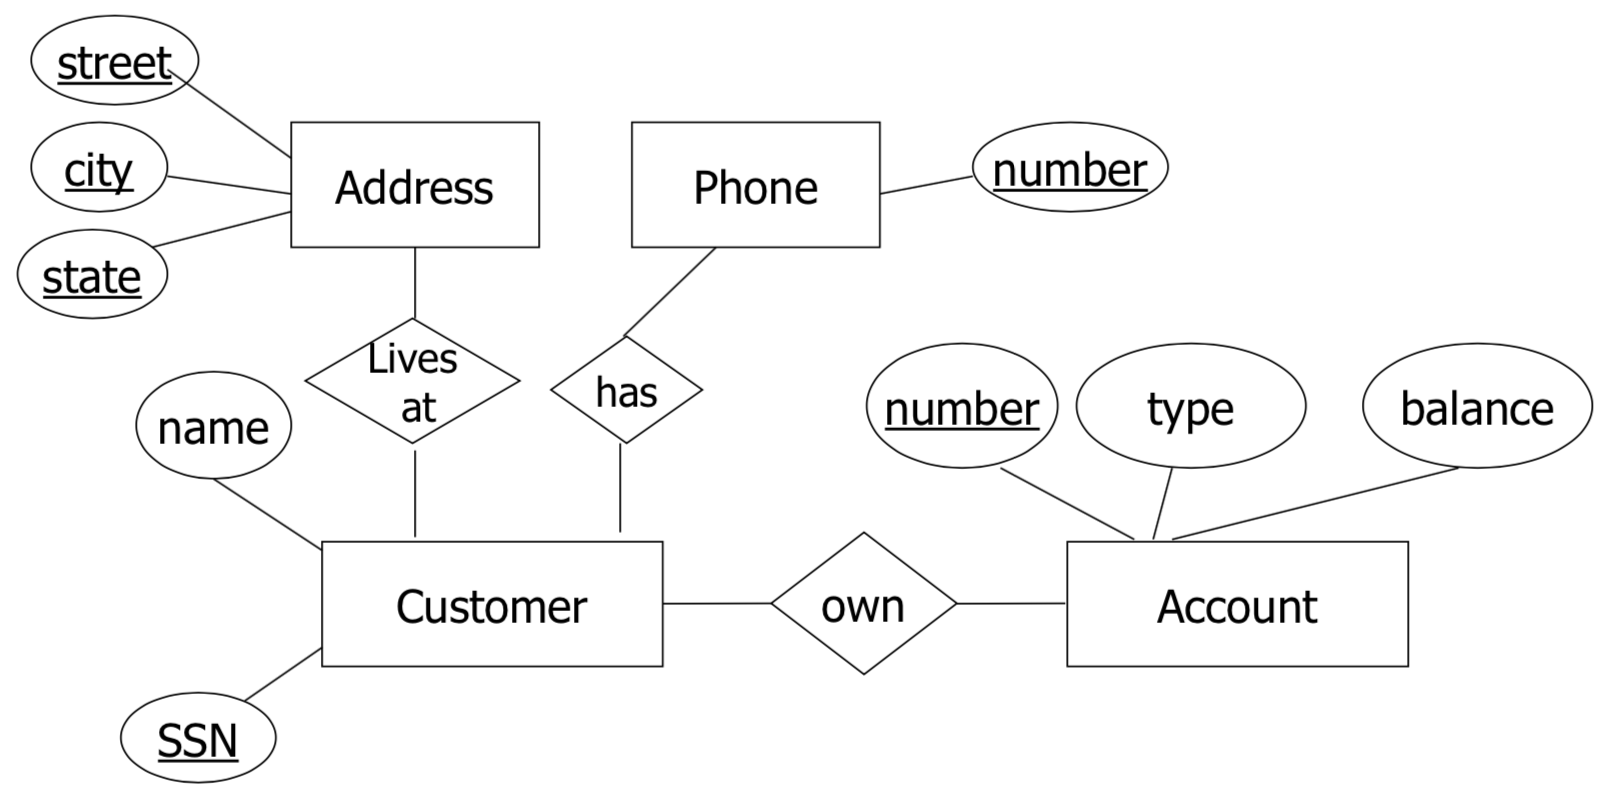 street
city
state
Address
Phone
number
Lives
at
has
name
number
type
balance
Customer
own
Account
SSN